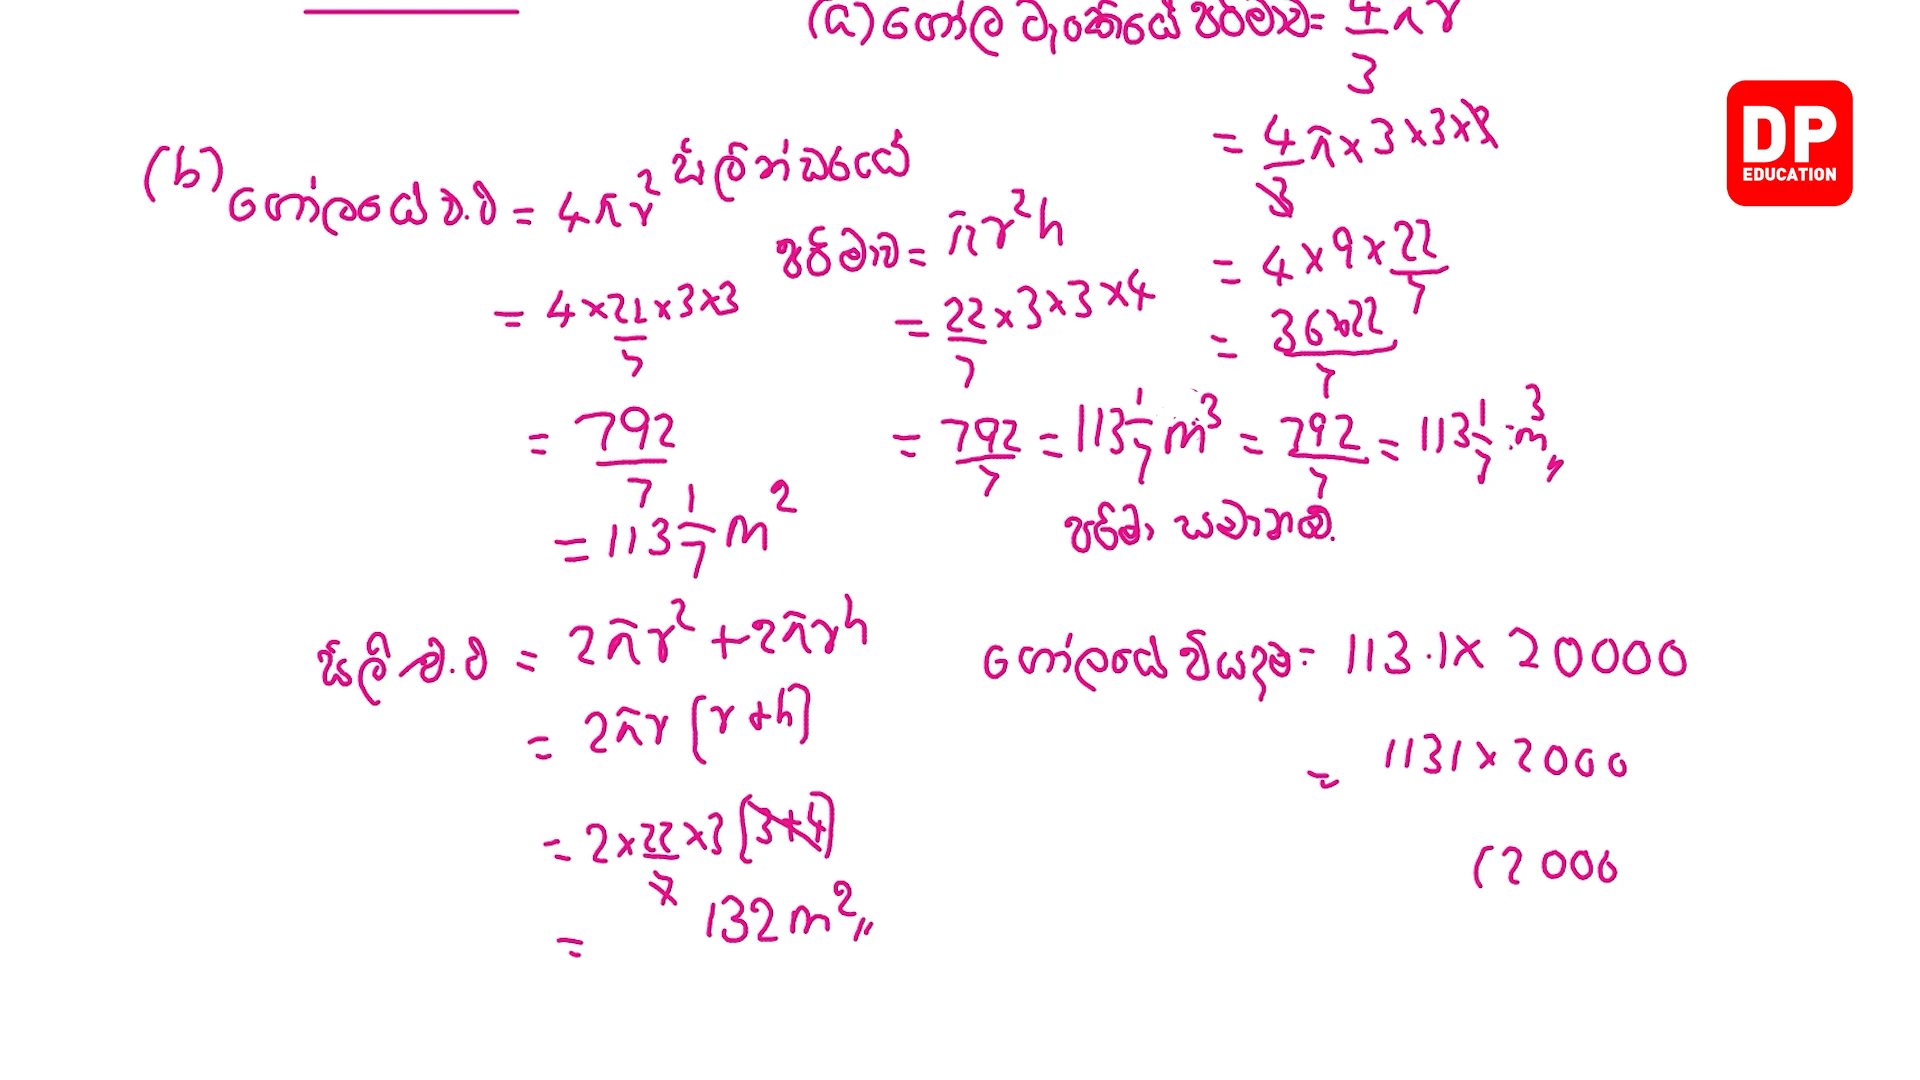 (a) ගෝල ටැංකියේ පරිමාව = 4/3 πr
= 4/3 π × 3 × 3 × 3
= 4 × 9 × 22/7
= 36×22/7
= 792/7 = 113 1/7 m³
(b) ගෝලයේ ව.ව = 4πr²
= 4 × 22/7 × 3 × 3
= 792/7
= 113 1/7 m²
සිලින්ඩරයේ
පරිමාව = πr²h
= 22/7 × 3 × 3 × 4
= 792/7 = 113 1/7 m³
පරිමා සමානවේ.
සිලි ව.ව = 2πr² + 2πrh
= 2πr (r + h)
= 2 × 22/7 × 3 (3+4)
= 132 m²
ගෝලයේ වියදම = 113.1 × 20000
= 1131 × 2000
(2000
DP
EDUCATION